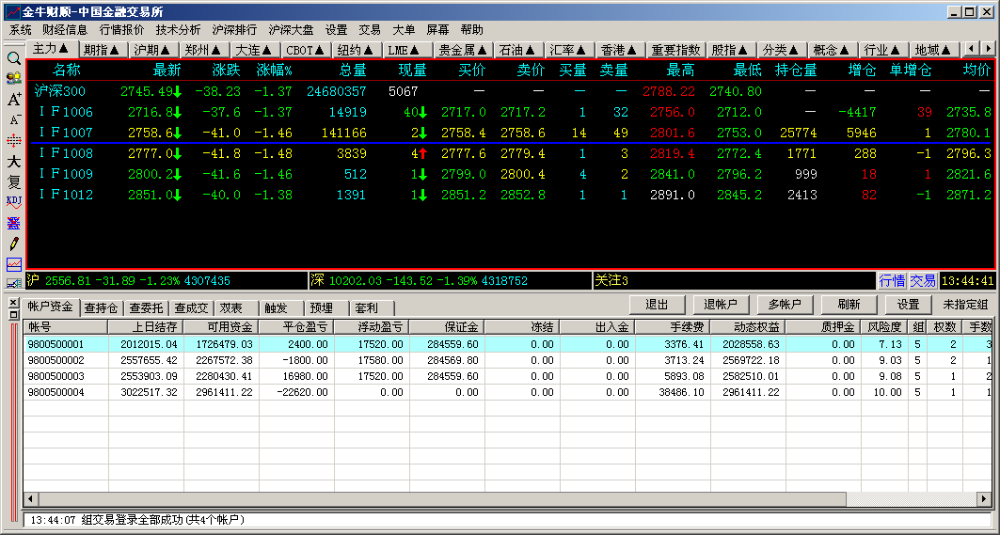 金牛财顺-中国金融交易所
系统 财经信息 行情报价 技术分析 沪深排行 沪深大盘 设置 交易 大单 屏幕 帮助
主力▲ 期指▲ 沪期▲ 郑州▲ 大连▲ CBOT▲ 纽约▲ LME▲ 贵金属▲ 石油▲ 汇率▲ 香港▲ 重要指数 股指▲ 分类▲ 概念▲ 行业▲ 地域▲
名称 最新 涨跌 涨幅% 总量 现量 买价 卖价 买量 卖量 最高 最低 持仓量 增仓 单增仓 均价
沪深300 2745.49↓ -38.23 -1.37 24680357 5067 — — — — 2788.22 2740.80 — — — —
ＩＦ1006 2716.8↓ -37.6 -1.37 14919 40↓ 2717.0 2717.2 1 32 2756.0 2712.0 — -4417 39 2735.8
ＩＦ1007 2758.6↓ -41.0 -1.46 141166 2↓ 2758.4 2758.6 14 49 2801.6 2753.0 25774 5946 1 2780.1
ＩＦ1008 2777.0↓ -41.8 -1.48 3839 4↑ 2777.6 2779.4 1 3 2819.4 2772.4 1771 288 -1 2796.3
ＩＦ1009 2800.2↓ -41.6 -1.46 512 1↓ 2799.0 2800.4 4 2 2841.0 2796.2 999 18 1 2821.6
ＩＦ1012 2851.0↓ -40.0 -1.38 1391 1↓ 2851.2 2852.8 1 1 2891.0 2845.2 2413 82 -1 2871.2
A+
A-
大
复
KDJ
沪 2556.81 -31.89 -1.23% 4307435 深 10202.03 -143.52 -1.39% 4318752 关注3 行情 交易 13:44:41
帐户资金 查持仓 查委托 查成交 双表 触发 预埋 套利 退出 退帐户 多帐户 刷新 设置 未指定组
帐号 上日结存 可用资金 平仓盈亏 浮动盈亏 保证金 冻结 出入金 手续费 动态权益 质押金 风险度 组 权数 手数
9800500001 2012015.04 1726479.03 2400.00 17520.00 284559.60 0.00 0.00 3376.41 2028558.63 0.00 7.13 5 2 3
9800500002 2557655.42 2267572.38 -1800.00 17580.00 284569.80 0.00 0.00 3713.24 2569722.18 0.00 9.03 5 2 1
9800500003 2553903.09 2280430.41 16980.00 17520.00 284559.60 0.00 0.00 5893.08 2582510.01 0.00 9.08 5 1 2
9800500004 3022517.32 2961411.22 -22620.00 0.00 0.00 0.00 0.00 38486.10 2961411.22 0.00 10.00 5 1 1
13:44:07 组交易登录全部成功(共4个帐户)